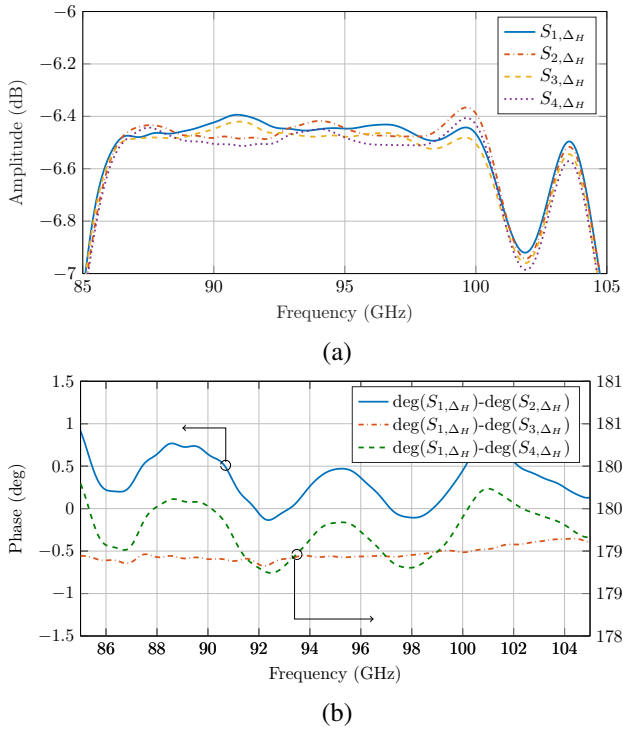 −6
−6.2
−6.4
−6.6
−6.8
−7
Amplitude (dB)
S1,ΔH
S2,ΔH
S3,ΔH
S4,ΔH
85 90 95 100 105
Frequency (GHz)
(a)
1.5
1
0.5
0
−0.5
−1
−1.5
Phase (deg)
deg(S1,ΔH)-deg(S2,ΔH)
deg(S1,ΔH)-deg(S3,ΔH)
deg(S1,ΔH)-deg(S4,ΔH)
181
181
180
180
179
179
178
86 88 90 92 94 96 98 100 102 104
Frequency (GHz)
(b)